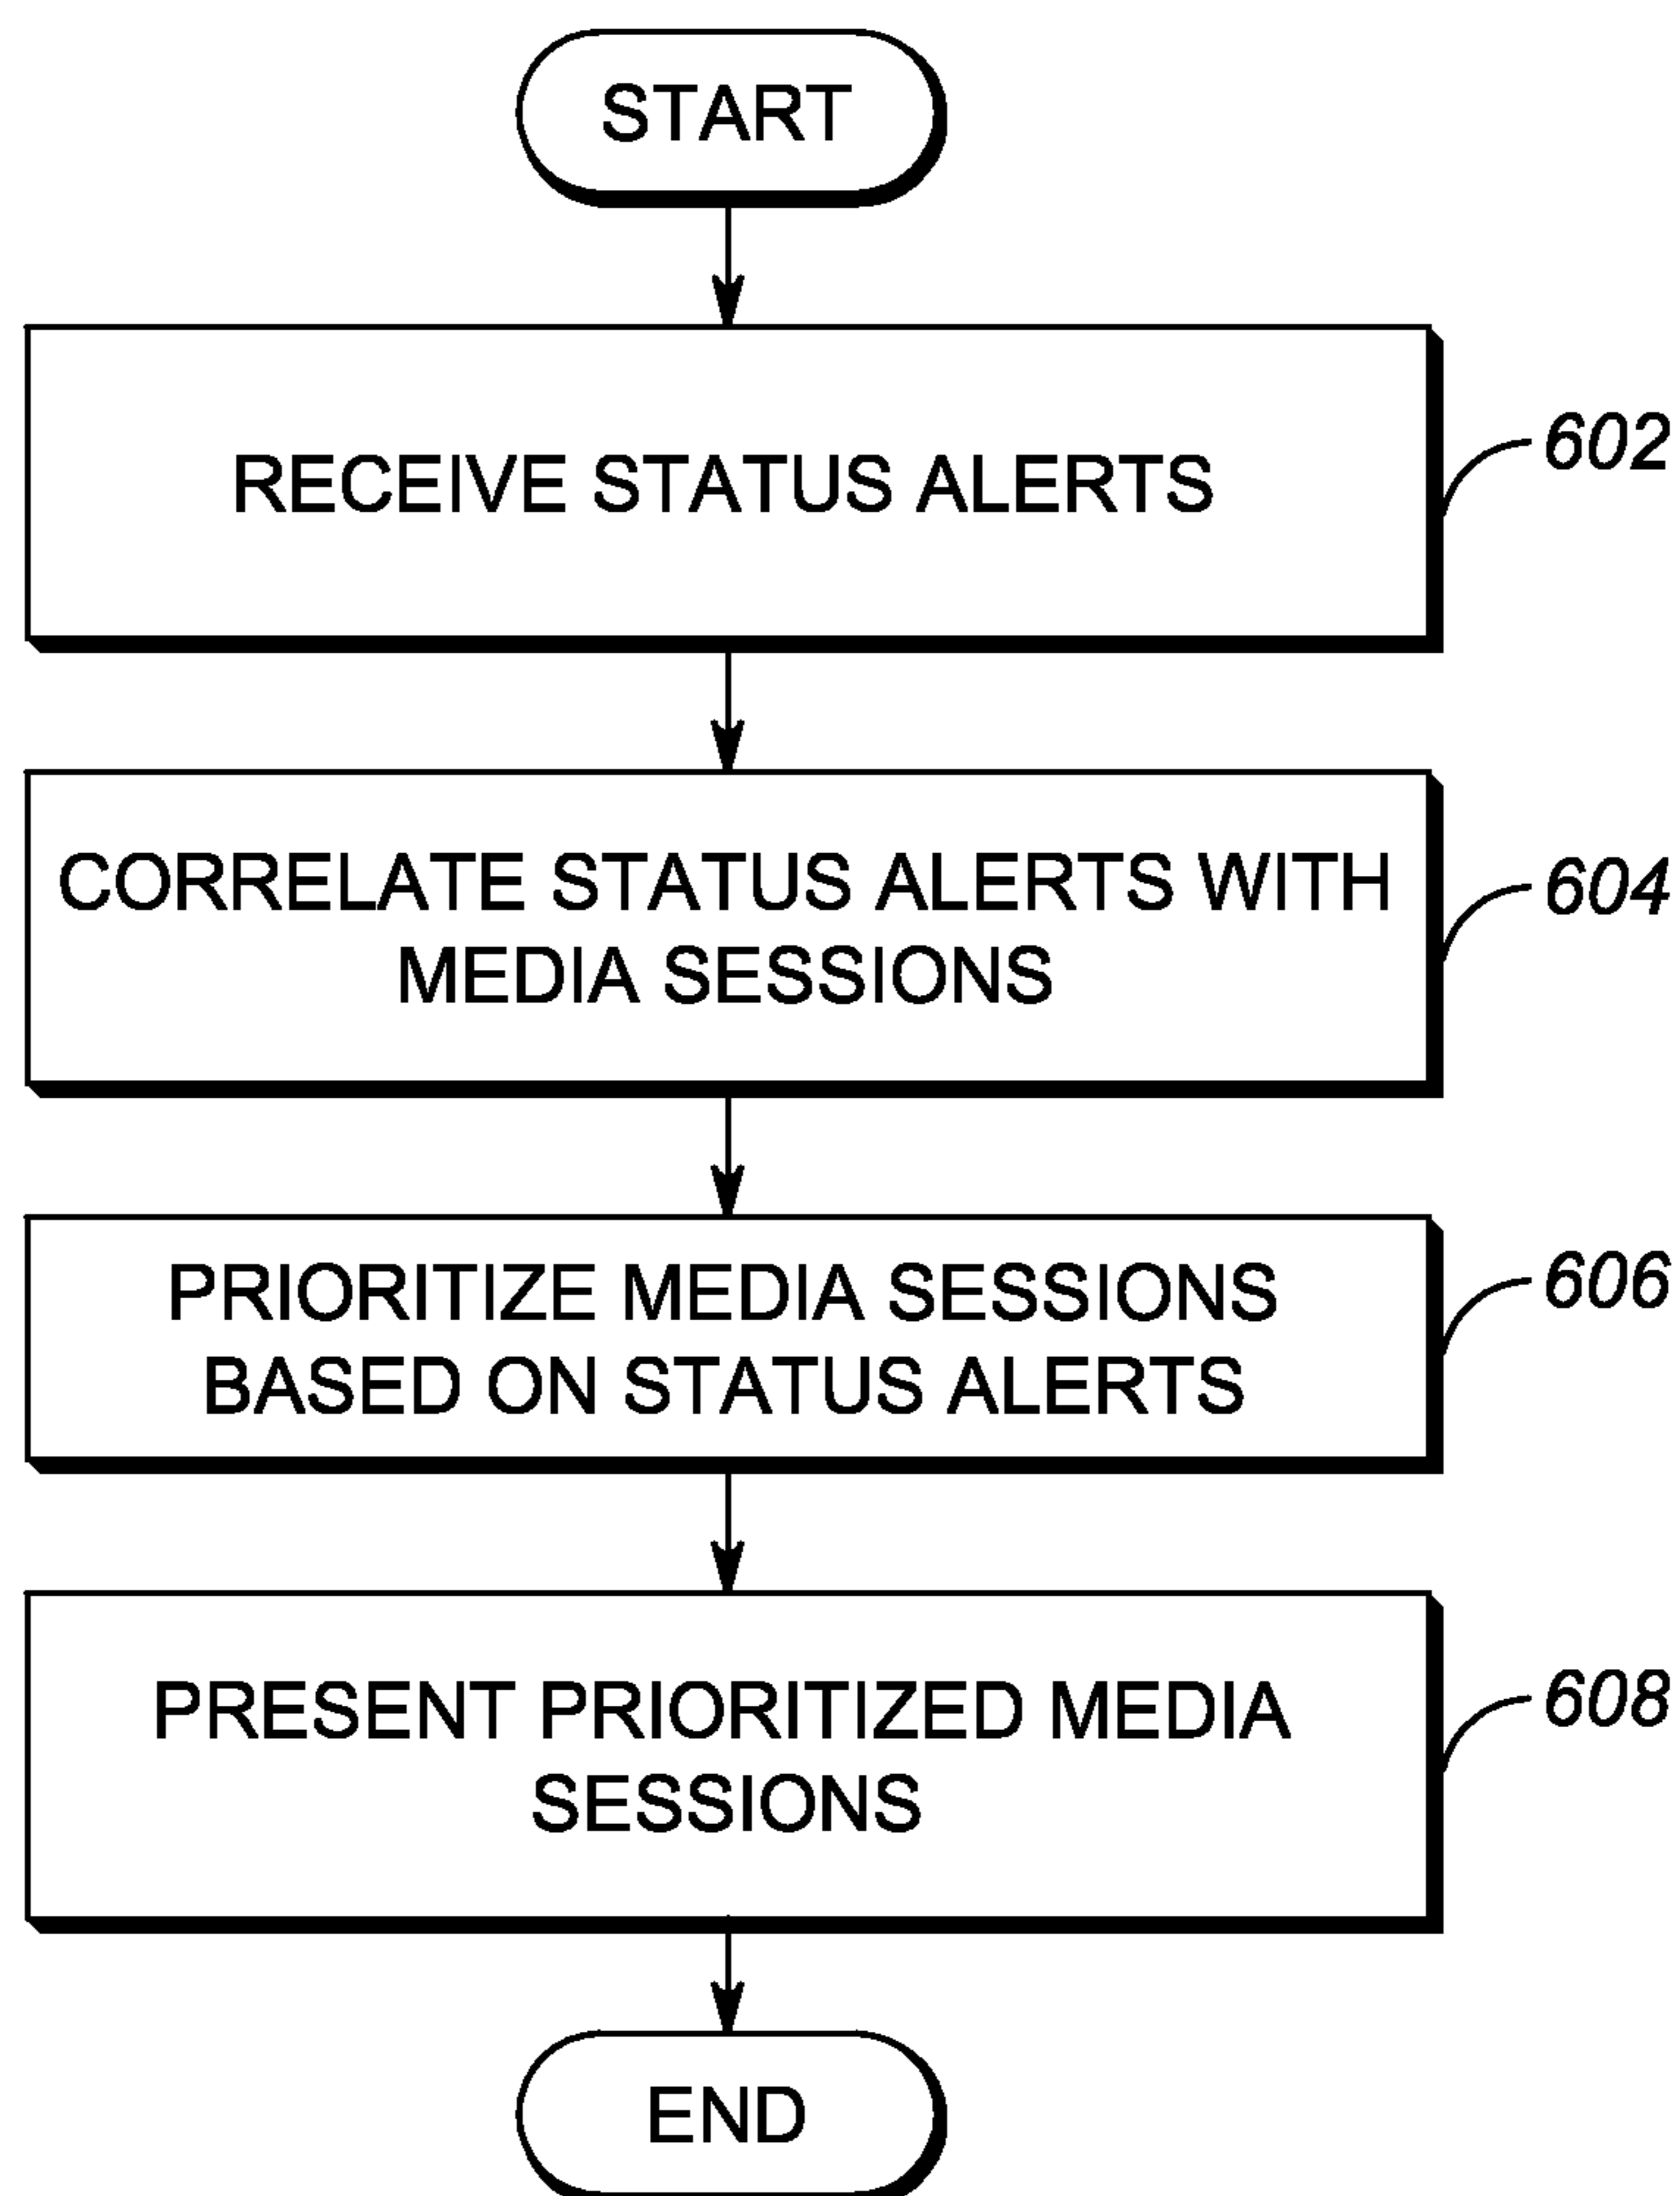 START
RECEIVE STATUS ALERTS
602
CORRELATE STATUS ALERTS WITH
MEDIA SESSIONS
604
PRIORITIZE MEDIA SESSIONS
BASED ON STATUS ALERTS
606
PRESENT PRIORITIZED MEDIA
SESSIONS
608
END